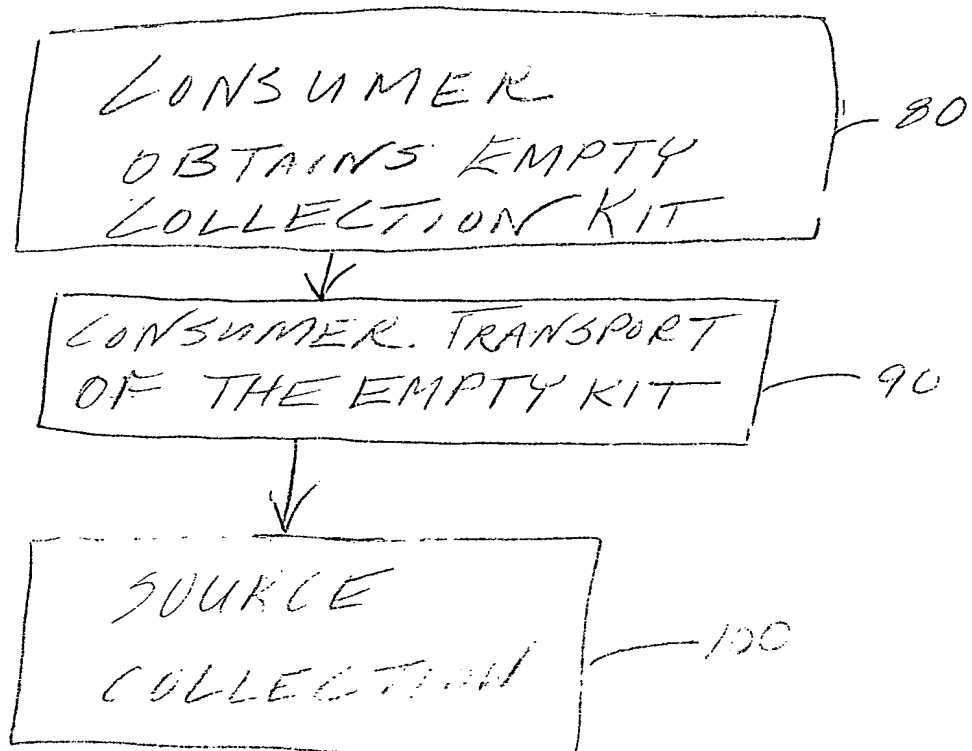 CONSUMER
OBTAINS EMPTY
COLLECTION KIT
80
CONSUMER TRANSPORT
OF THE EMPTY KIT
90
SOURCE
COLLECTION
100